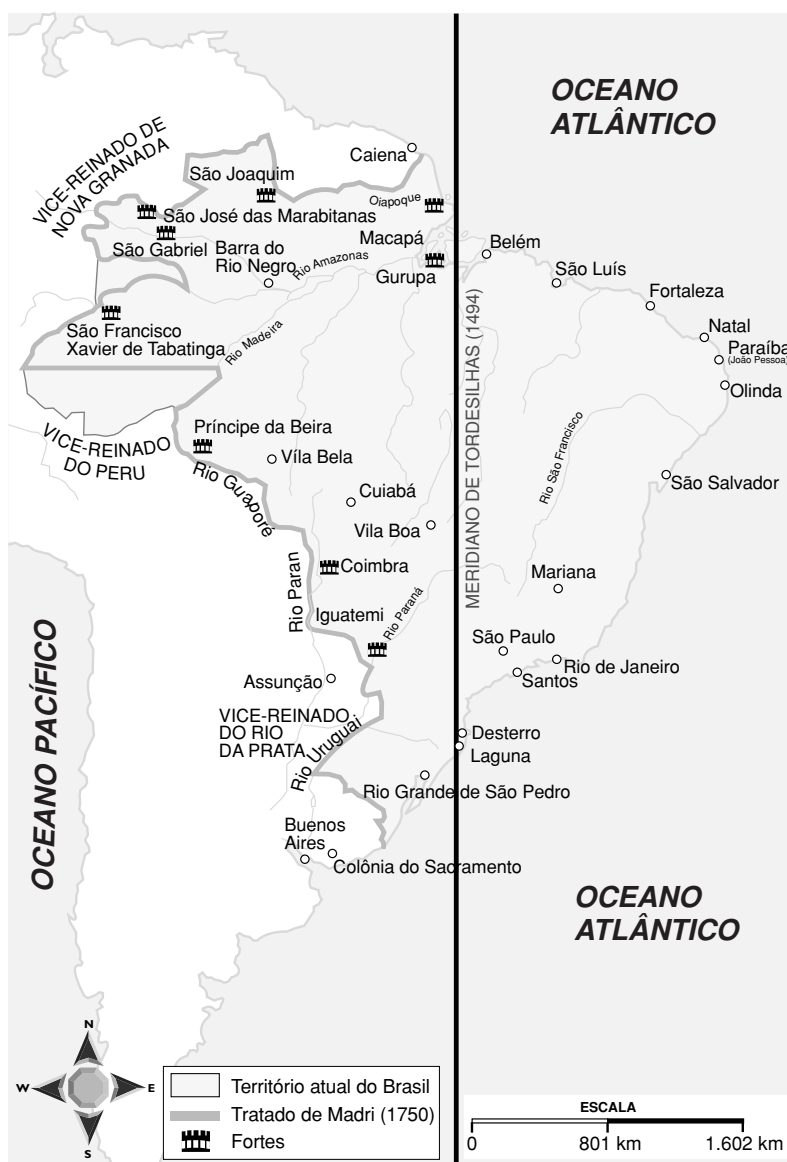 OCEANO
ATLÂNTICO
Caiena
VICE-REINADO DE
NOVA GRANADA
São Joaquim
Oiapoque
São José das Marabitanas
Macapá
São Gabriel
Barra do
Rio Negro
Rio Amazonas
Belém
Gurupa
São Luís
Fortaleza
São Francisco
Xavier de Tabatinga
Rio Madeira
MERIDIANO DE TORDESILHAS (1494)
Natal
Paraíba
(João Pessoa)
Olinda
Príncipe da Beira
VICE-REINADO
DO PERU
Víla Bela
Rio Guaporé
Rio São Francisco
São Salvador
Cuiabá
Vila Boa
Coimbra
Mariana
Rio Paran
Iguatemi
Rio Paraná
São Paulo
Rio de Janeiro
Santos
Assunção
VICE-REINADO
DO RIO
DA PRATA
Rio Uruguai
Desterro
Laguna
Rio Grande de São Pedro
OCEANO PACÍFICO
Buenos
Aires
Colônia do Sacramento
OCEANO
ATLÂNTICO
N
W
E
S
Território atual do Brasil
Tratado de Madri (1750)
Fortes
ESCALA
0 801 km 1.602 km